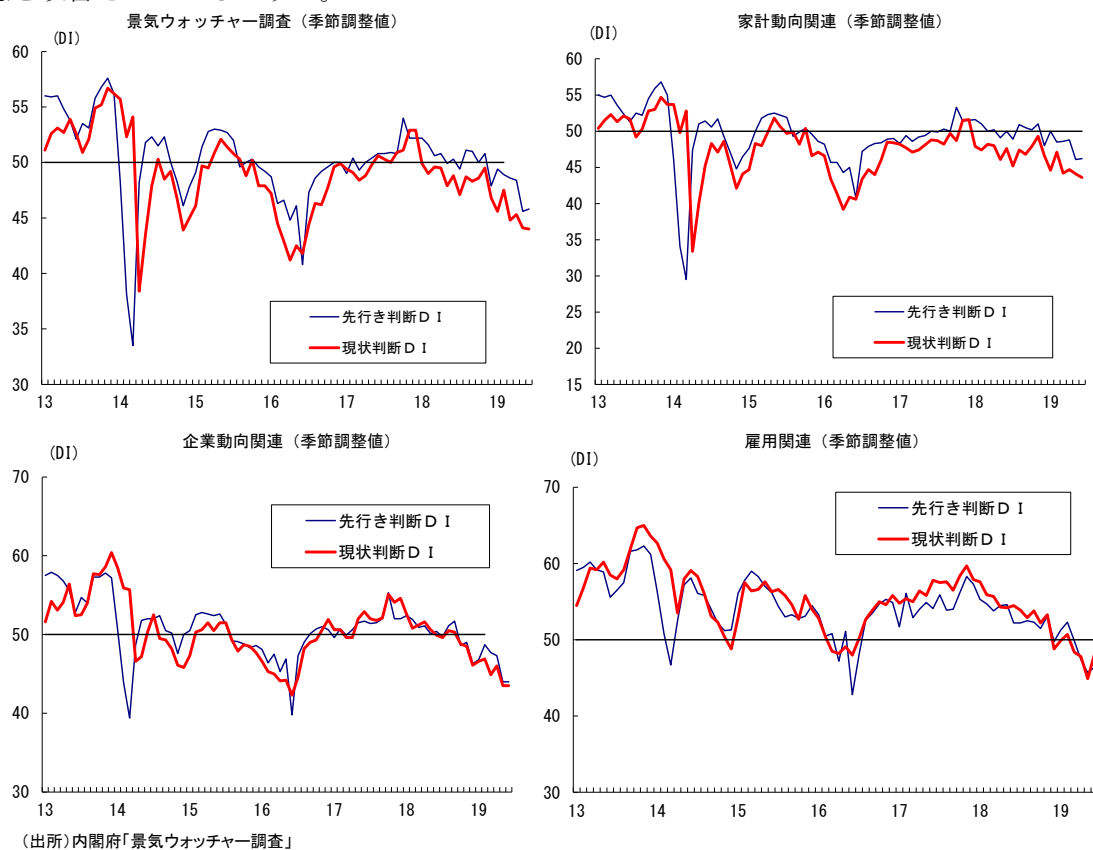 景気ウォッチャー調査（季節調整値）
(DI)
60
55
50
45
40
35
30
13 14 15 16 17 18 19
先行き判断ＤＩ
現状判断ＤＩ
家計動向関連（季節調整値）
(DI)
60
55
50
45
40
35
30
25
20
15
13 14 15 16 17 18 19
先行き判断ＤＩ
現状判断ＤＩ
企業動向関連（季節調整値）
(DI)
70
60
50
40
30
13 14 15 16 17 18 19
先行き判断ＤＩ
現状判断ＤＩ
雇用関連（季節調整値）
(DI)
70
60
50
40
30
13 14 15 16 17 18 19
先行き判断ＤＩ
現状判断ＤＩ
（出所）内閣府「景気ウォッチャー調査」